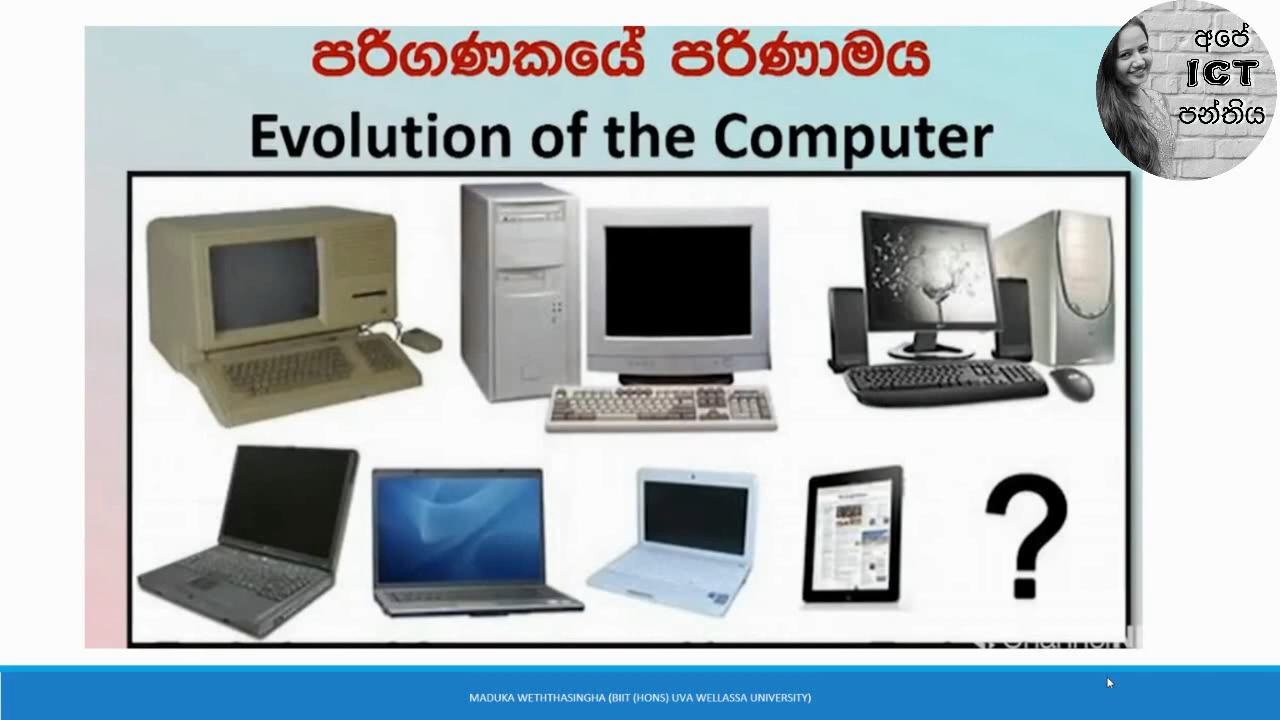 පරිගණකයේ පරිණාමය
Evolution of the Computer
අපේ
ICT
පන්තිය
?
MADUKA WETHTHASINGHA (BIIT (HONS) UVA WELLASSA UNIVERSITY)